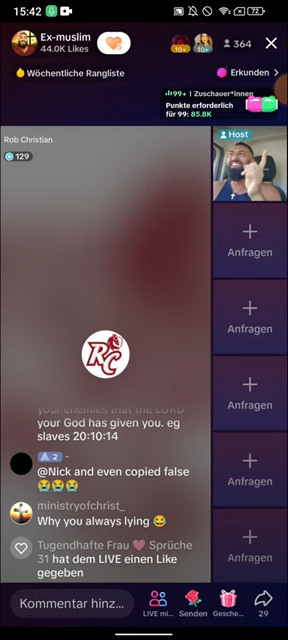 15:42
72
Ex-muslim
44.0K Likes
10+
10+
364
Wöchentliche Rangliste
Erkunden
99+ | Zuschauer*innen
Punkte erforderlich
für 99: 85.8K
Rob Christian
129
Host
RC
Anfragen
Anfragen
Anfragen
Anfragen
Anfragen
your enemies that the LORD
your God has given you. eg
slaves 20:10:14
2 -
@Nick and even copied false
😭😭😭
ministryofchrist_
Why you always lying 😂
Tugendhafte Frau 💗 Sprüche
31 hat dem LIVE einen Like
gegeben
Kommentar hinz...
LIVE mi...
Senden
Gesche...
29